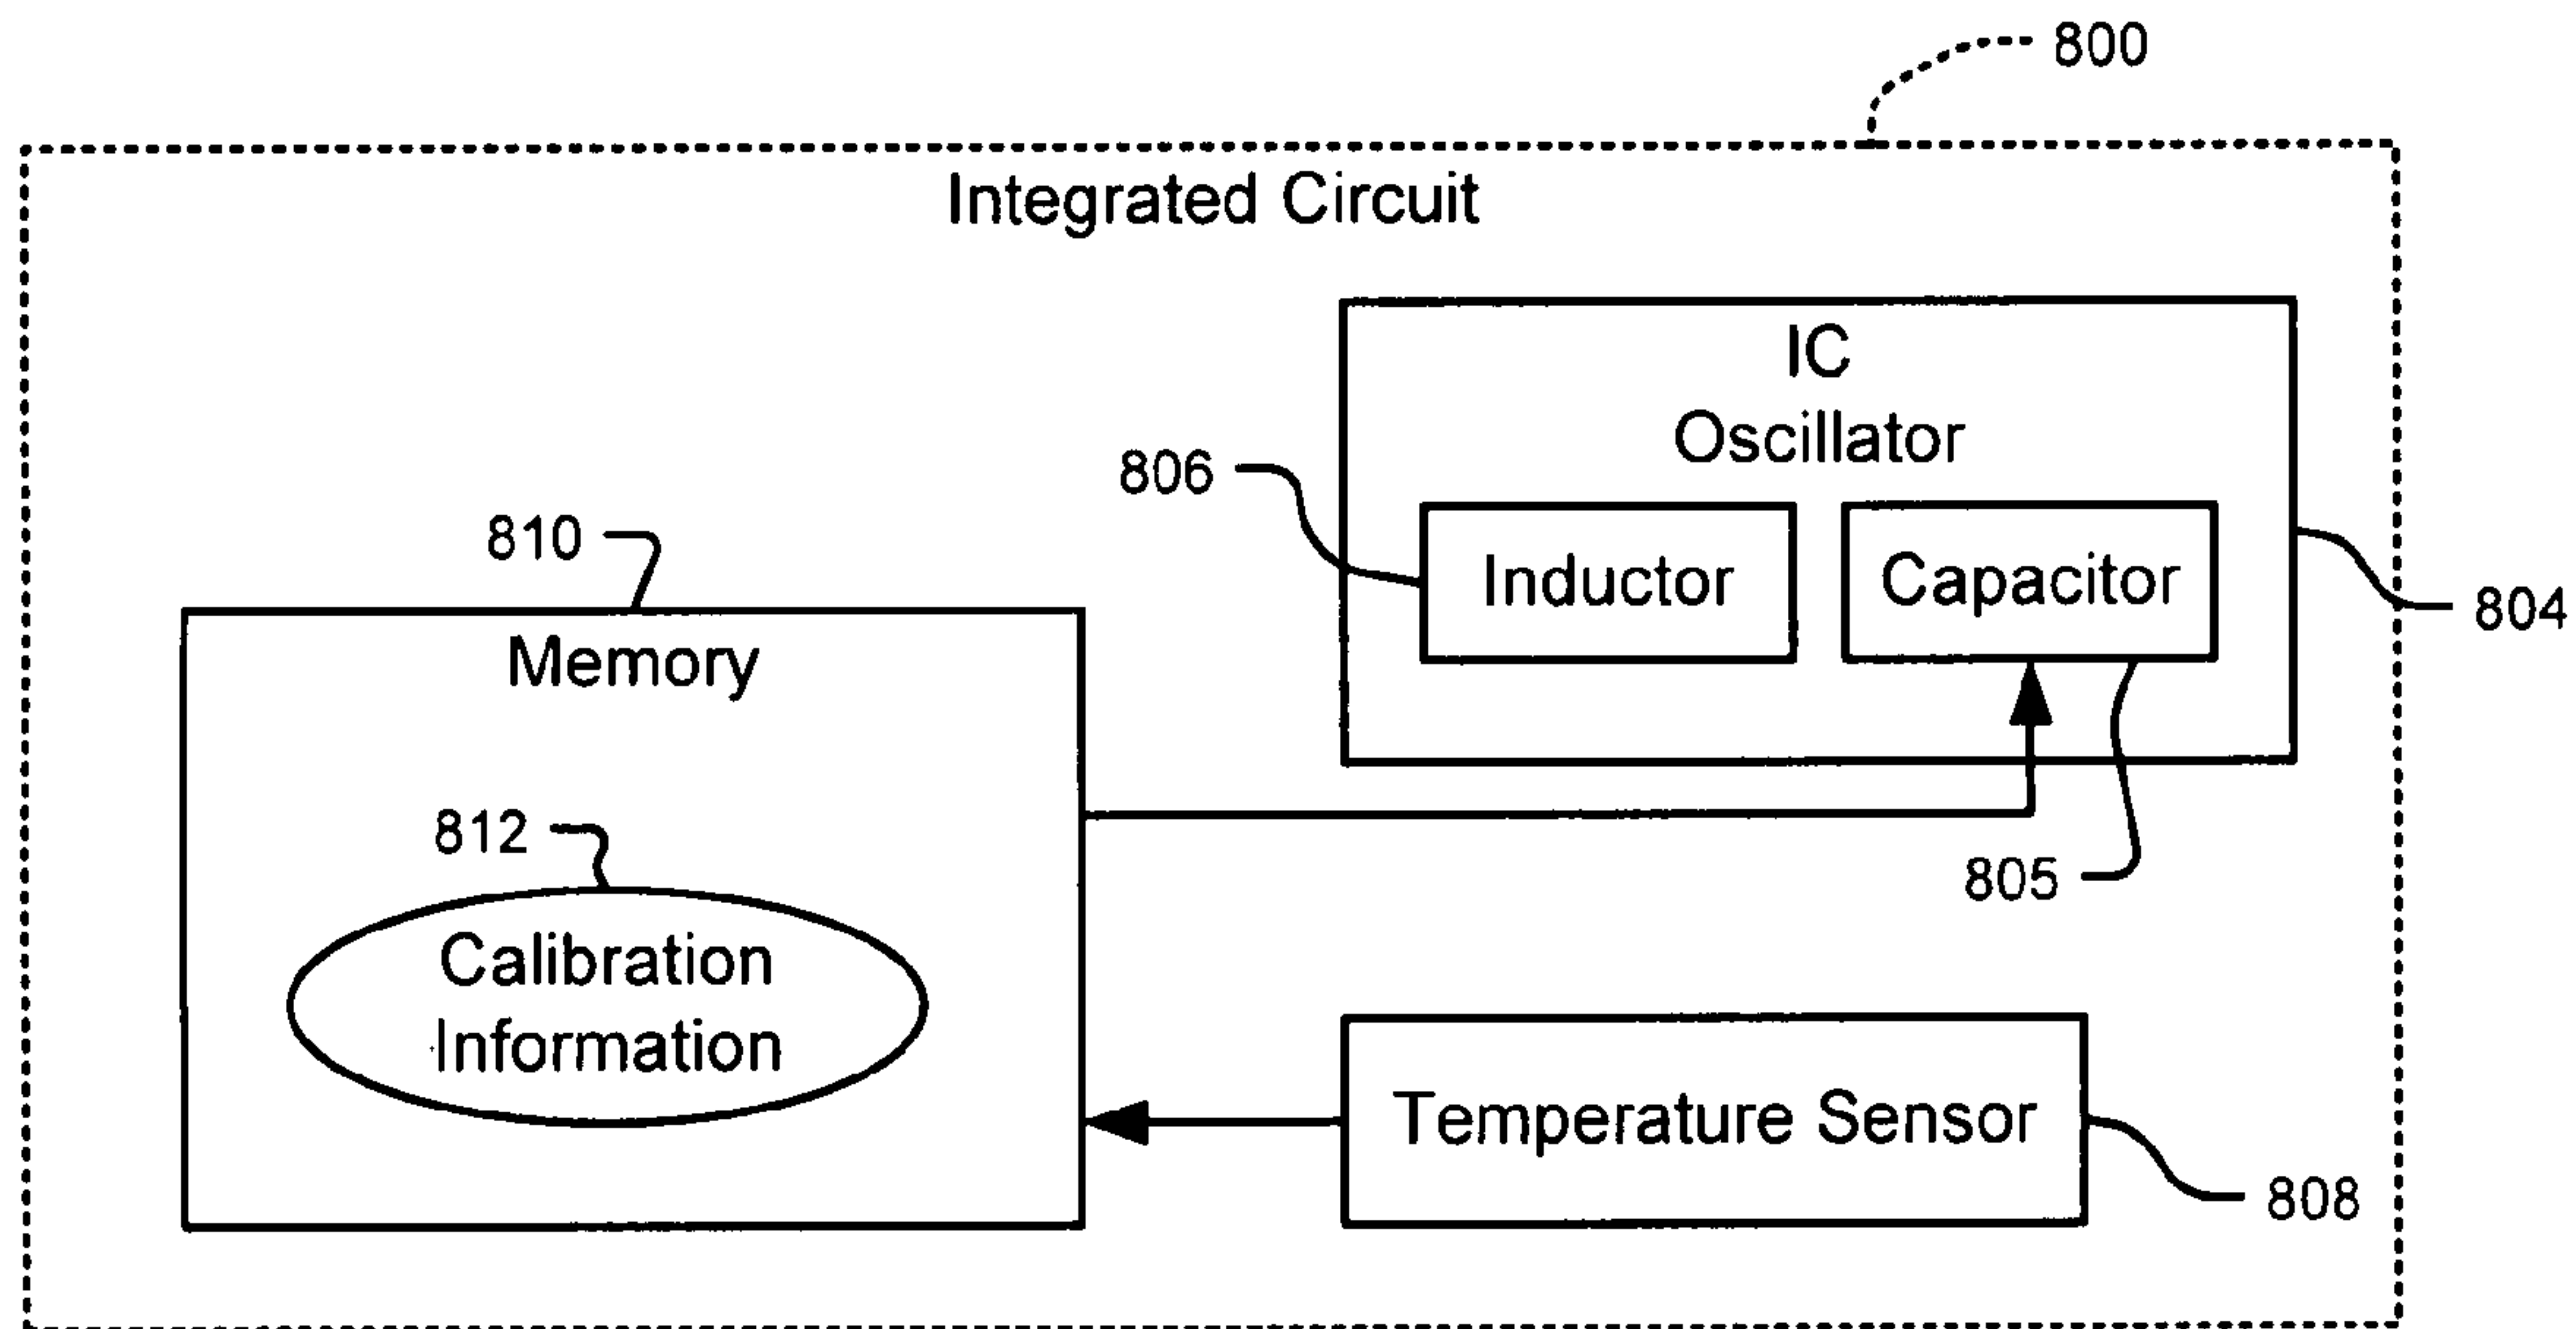 800
Integrated Circuit
IC
Oscillator
806
Inductor
Capacitor
804
810
Memory
812
Calibration
Information
805
Temperature Sensor
808